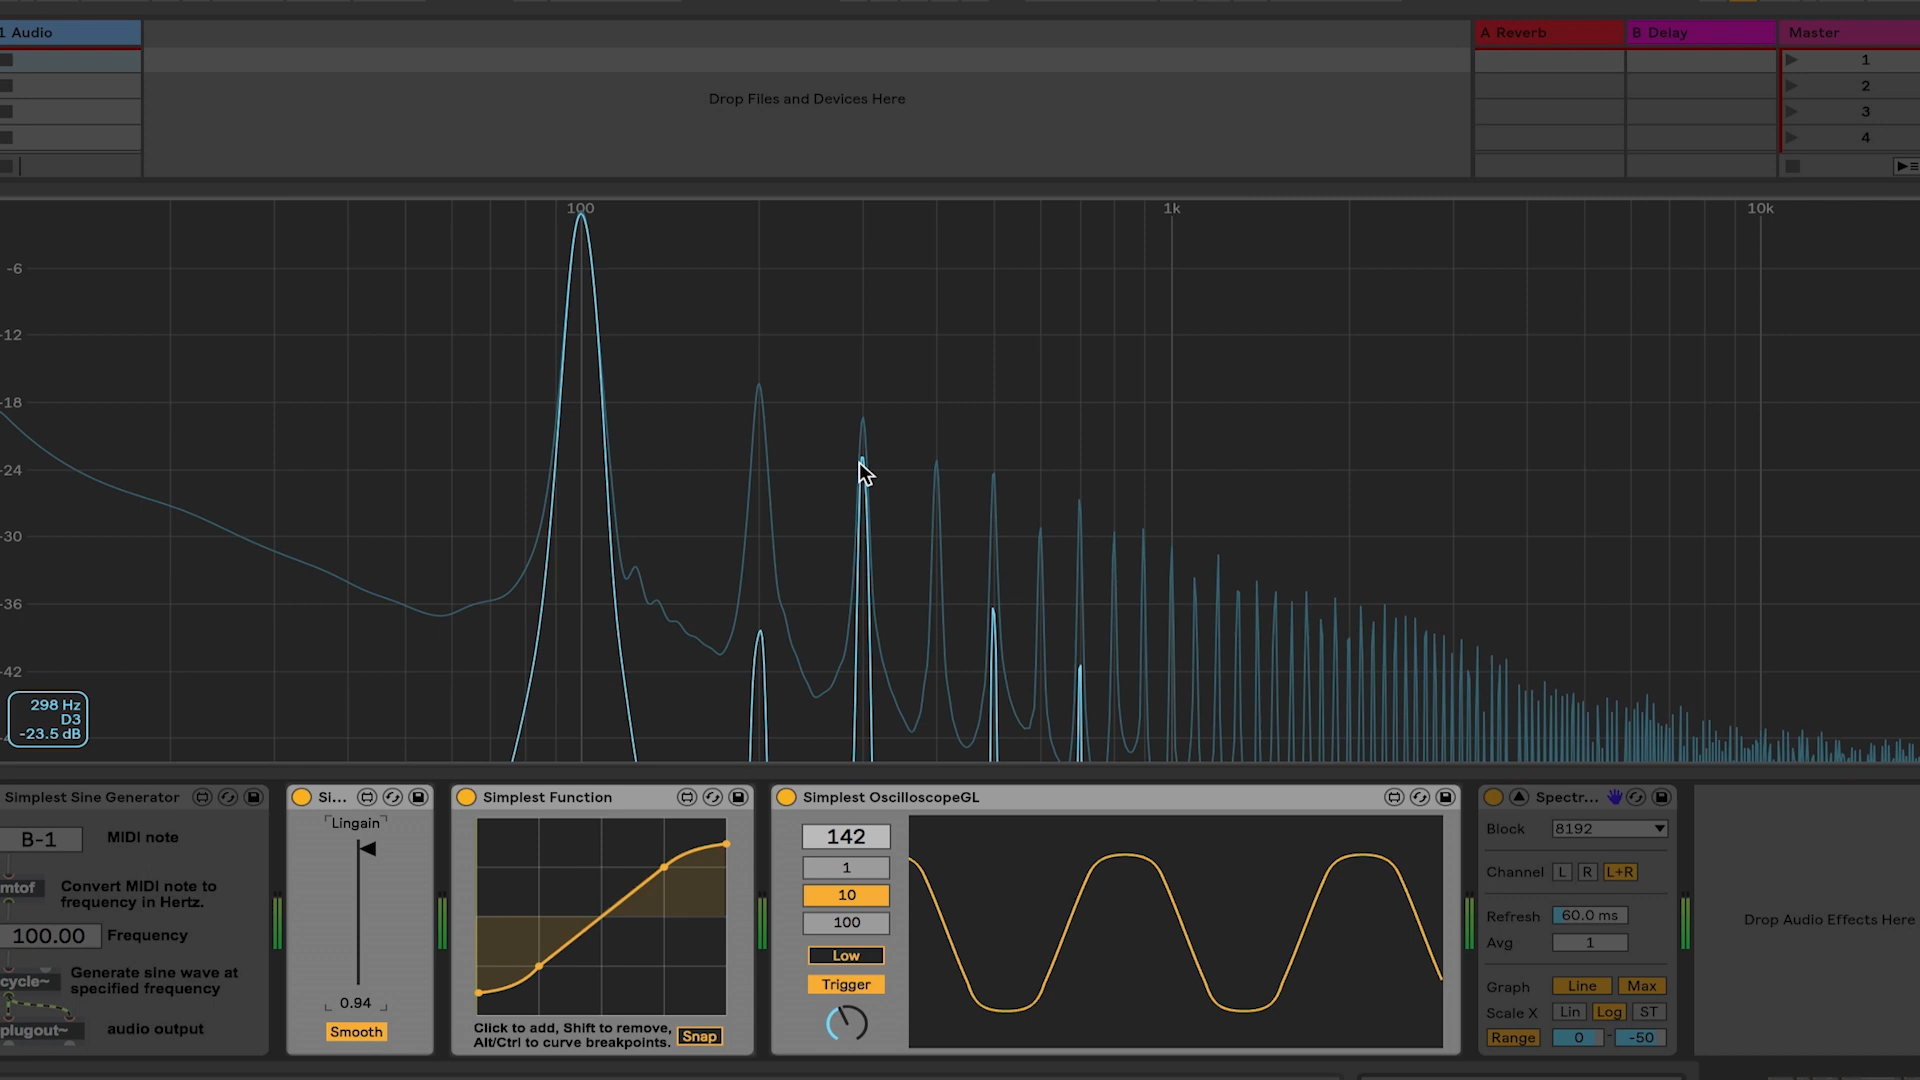 1 Audio
A Reverb
B Delay
Master
1
2
3
4
Drop Files and Devices Here
100
1k
10k
-6
-12
-18
-24
-30
-36
-42
298 Hz
D3
-23.5 dB
Simplest Sine Generator
B-1
MIDI note
mtof
Convert MIDI note to
frequency in Hertz.
100.00
Frequency
cycle~
Generate sine wave at
specified frequency
plugout~
audio output
Si...
Lingain
0.94
Smooth
Simplest Function
Click to add, Shift to remove,
Alt/Ctrl to curve breakpoints.
Snap
Simplest OscilloscopeGL
142
1
10
100
Low
Trigger
Spectr...
Block 8192
Channel L R L+R
Refresh 60.0 ms
Avg 1
Graph Line Max
Scale X Lin Log ST
Range 0 - -50
Drop Audio Effects Here